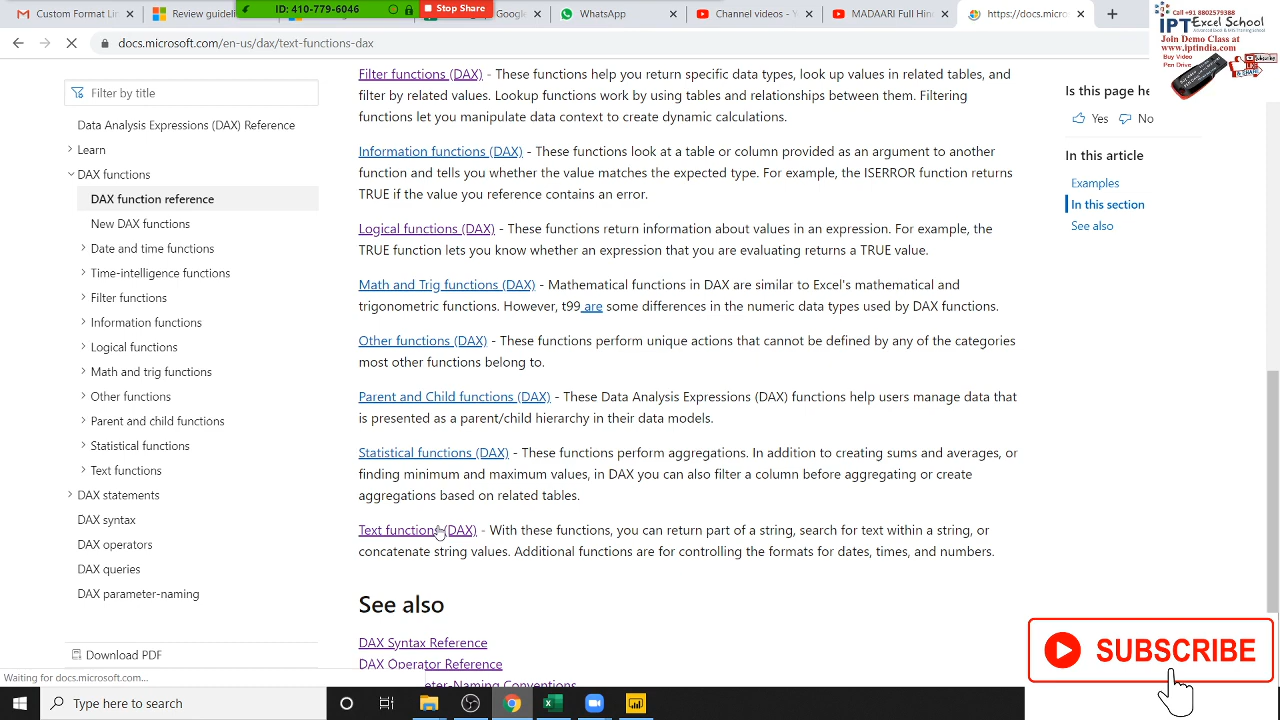 Current Format Lin
Reference guidelin
ID: 410-779-6046
Stop Share
WhatsApp
Channel videos - Y
MADAARI Full Hin
https://docs.micros
docs.microsoft.com/en-us/dax/text-functions-dax
Call +91 8802579388
IPT Excel School
Advanced Excel & MIS Training School
Join Demo Class at
www.iptindia.com
Buy Video
Pen Drive
Filter by title
Data Analysis Expressions (DAX) Reference
Learn
DAX functions
DAX function reference
New DAX functions
Date and time functions
Time-intelligence functions
Filter functions
Information functions
Logical functions
Math and trig functions
Other functions
Parent and child functions
Statistical functions
Text functions
DAX statements
DAX syntax
DAX operators
DAX queries
DAX parameter-naming
Download PDF
Filter functions (DAX) - These functions help you return specific data types, look up values in related tables, and
filter by related values. Lookup functions work by using tables and relationships between them. Filtering
functions let you manipulate data context to create dynamic calculations.
Information functions (DAX) - These functions look at a table or column provided as an argument to another
function and tells you whether the value matches the expected type. For example, the ISERROR function returns
TRUE if the value you reference contains an error.
Logical functions (DAX) - These functions return information about values in an expression. For example, the
TRUE function lets you know whether an expression that you are evaluating returns a TRUE value.
Math and Trig functions (DAX) - Mathematical functions in DAX are similar to Excel's mathematical and
trigonometric functions. However, t99 are some differences in the numeric data types used by DAX functions.
Other functions (DAX) - These functions perform unique actions that cannot be defined by any of the categories
most other functions belong to.
Parent and Child functions (DAX) - These Data Analysis Expressions (DAX) functions help users manage data that
is presented as a parent/child hierarchy in their data models.
Statistical functions (DAX) - These functions perform aggregations. In addition to creating sums and averages, or
finding minimum and maximum values, in DAX you can also filter a column before aggregating or create
aggregations based on related tables.
Text functions (DAX) - With these functions, you can return part of a string, search for text within a string, or
concatenate string values. Additional functions are for controlling the formats for dates, times, and numbers.
See also
DAX Syntax Reference
DAX Operator Reference
Is this page he
Yes
No
In this article
Examples
In this section
See also
SUBSCRIBE
Waiting for docs.microsoft.com...
Type here to search